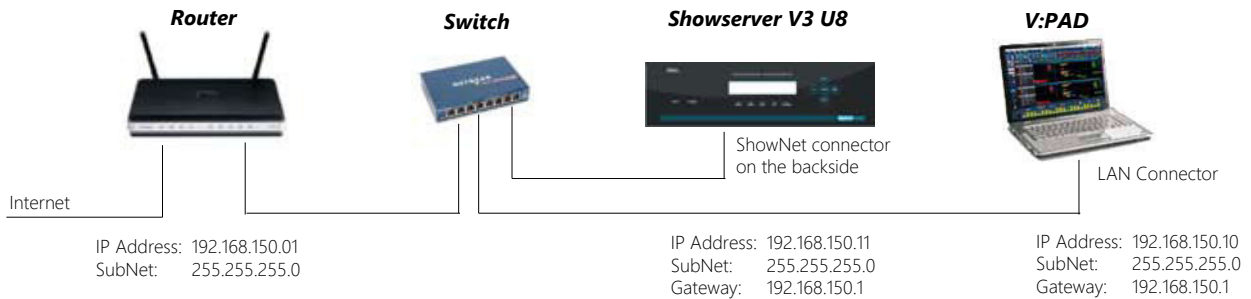 Router
Switch
Showserver V3 U8
V:PAD
NETGEAR
ShowNet connector
on the backside
LAN Connector
Internet
IP Address: 192.168.150.01
SubNet: 255.255.255.0
IP Address: 192.168.150.11
SubNet: 255.255.255.0
Gateway: 192.168.150.1
IP Address: 192.168.150.10
SubNet: 255.255.255.0
Gateway: 192.168.150.1